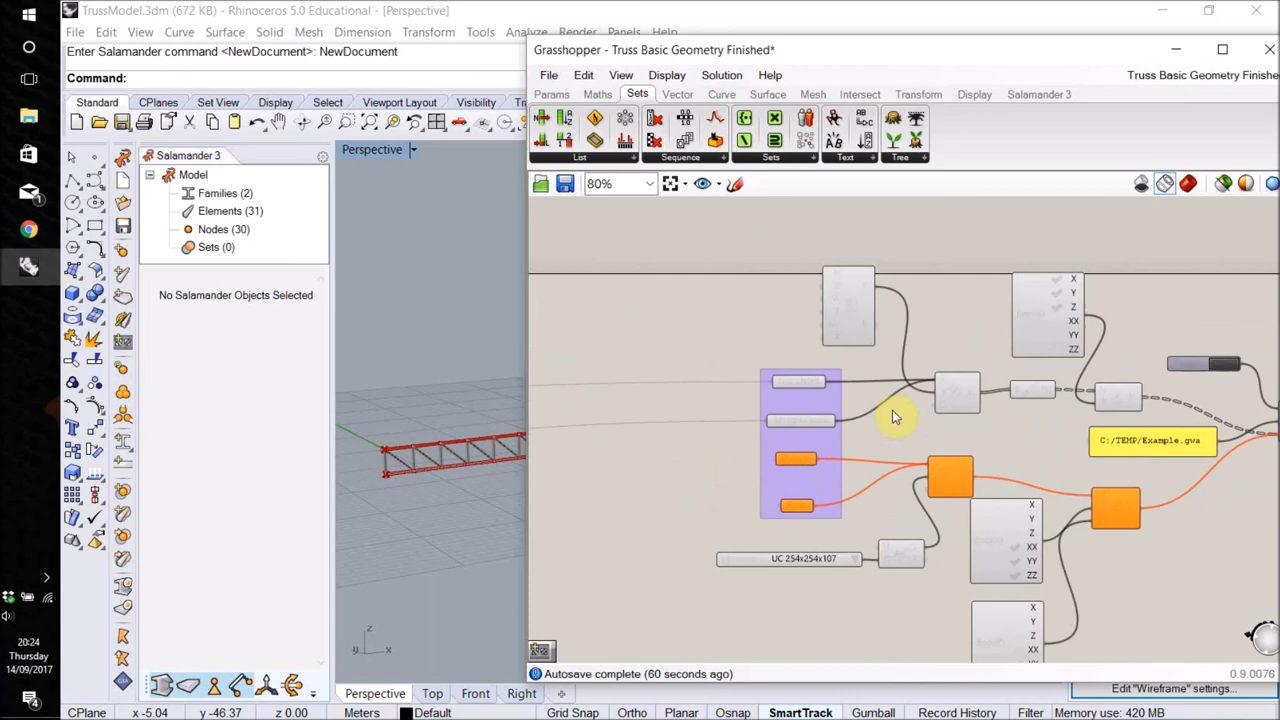 TrussModel.3dm (672 KB) - Rhinoceros 5.0 Educational - [Perspective]
File Edit View Curve Surface Solid Mesh Dimension Transform Tools Analyze Render Panels Help
Enter Salamander command <NewDocument>: NewDocument
Command:
Standard CPlanes Set View Display Select Viewport Layout Visibility
Salamander 3
Model
Families (2)
Elements (31)
Nodes (30)
Sets (0)
No Salamander Objects Selected
Perspective
z
y
x
Grasshopper - Truss Basic Geometry Finished*
File Edit View Display Solution Help
Truss Basic Geometry Finishe
Params Maths Sets Vector Curve Surface Mesh Intersect Transform Display Salamander 3
List Sequence Sets Text Tree
80%
X
Y
Z
XX
YY
ZZ
C:/TEMP/Example.gwa
X
Y
Z
XX
YY
ZZ
UC 254x254x107
X
Y
Z
XX
YY
Autosave complete (60 seconds ago)
0.9.0076
Edit "Wireframe" settings...
Perspective Top Front Right
CPlane x -5.04 y -46.37 z 0.00 Meters Default Grid Snap Ortho Planar Osnap SmartTrack Gumball Record History Filter Memory use: 420 MB
20:24
Thursday
14/09/2017